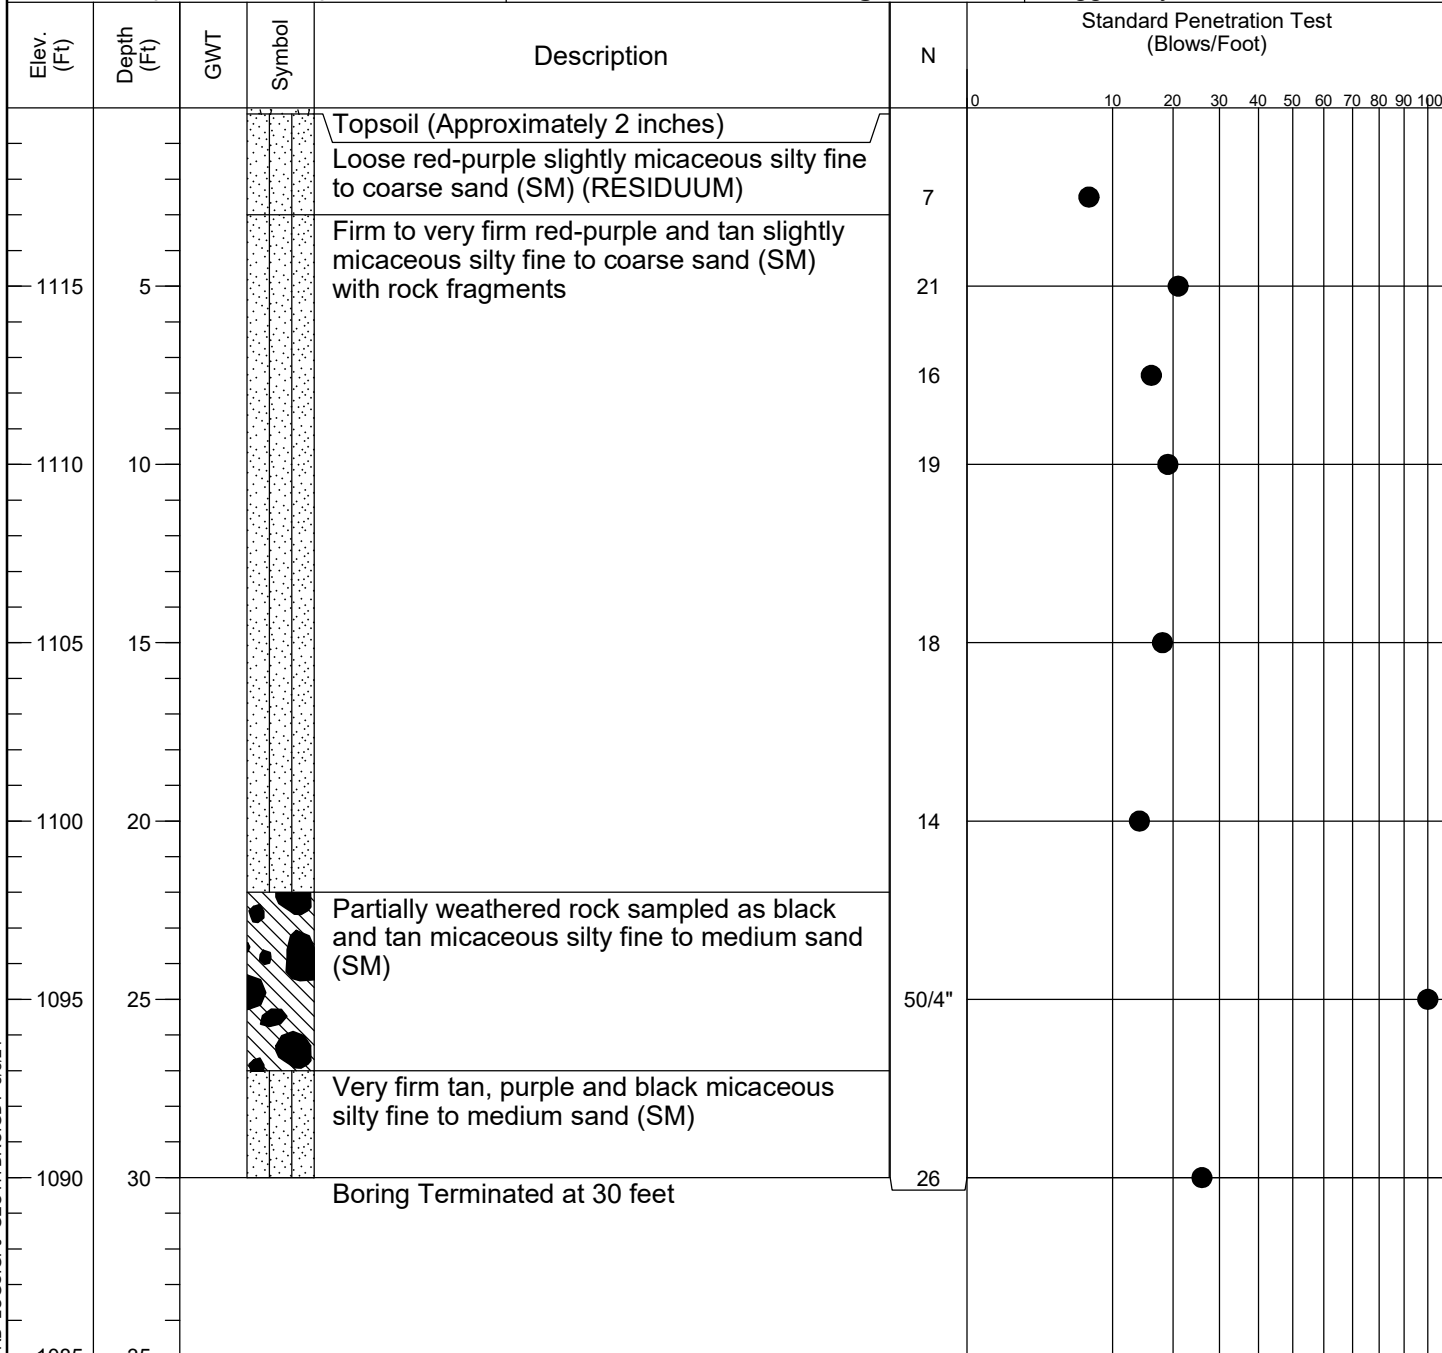 Standard Penetration Test
(Blows/Foot)
Elev. (Ft)
Depth (Ft)
GWT
Symbol
Description
N
0 10 20 30 40 50 60 70 80 90 100
Topsoil (Approximately 2 inches)
Loose red-purple slightly micaceous silty fine
to coarse sand (SM) (RESIDUUM)
7
Firm to very firm red-purple and tan slightly
micaceous silty fine to coarse sand (SM)
with rock fragments
1115 5 21
16
1110 10 19
1105 15 18
1100 20 14
Partially weathered rock sampled as black
and tan micaceous silty fine to medium sand
(SM)
1095 25 50/4"
Very firm tan, purple and black micaceous
silty fine to medium sand (SM)
1090 30 26
Boring Terminated at 30 feet